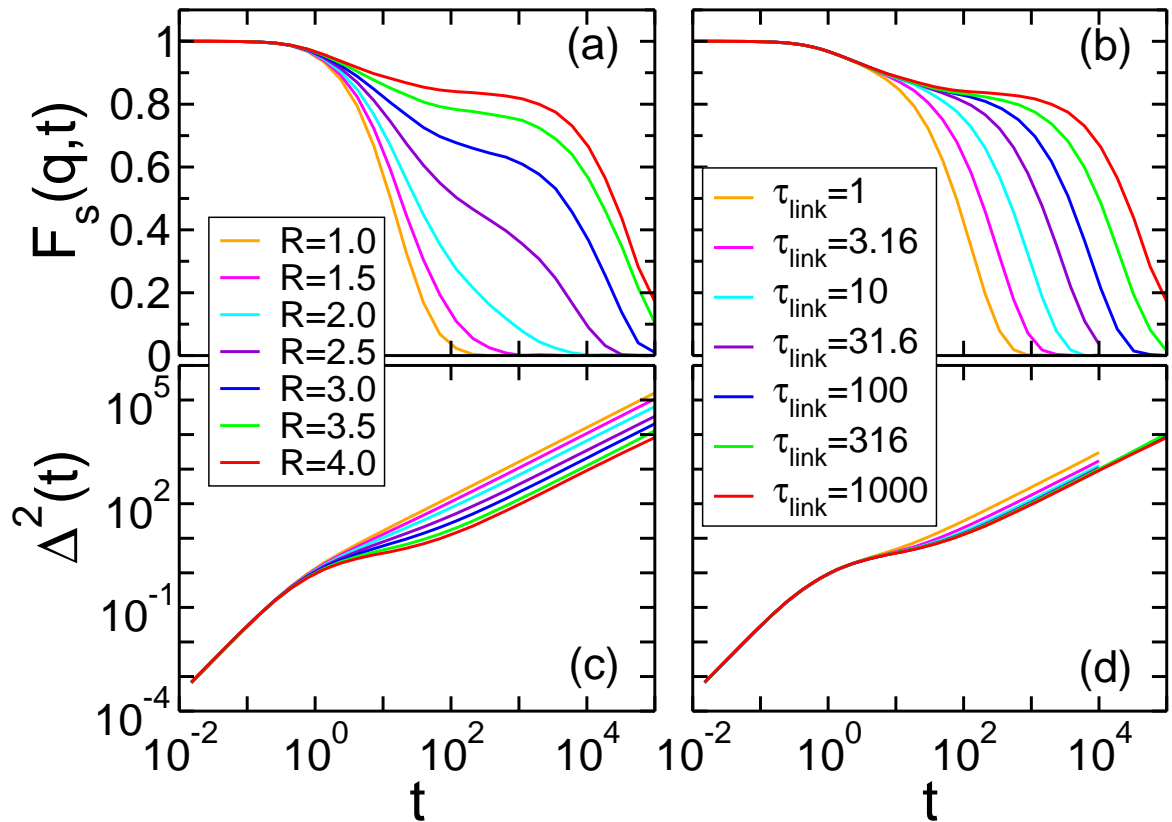 (a)
F_s(q,t)
1
0.8
0.6
0.4
0.2
0
R=1.0
R=1.5
R=2.0
R=2.5
R=3.0
R=3.5
R=4.0
(b)
τ_link=1
τ_link=3.16
τ_link=10
τ_link=31.6
τ_link=100
τ_link=316
τ_link=1000
Δ^2(t)
10^5
10^2
10^-1
10^-4
(c)
(d)
10^-2 10^0 10^2 10^4
10^-2 10^0 10^2 10^4
t
t